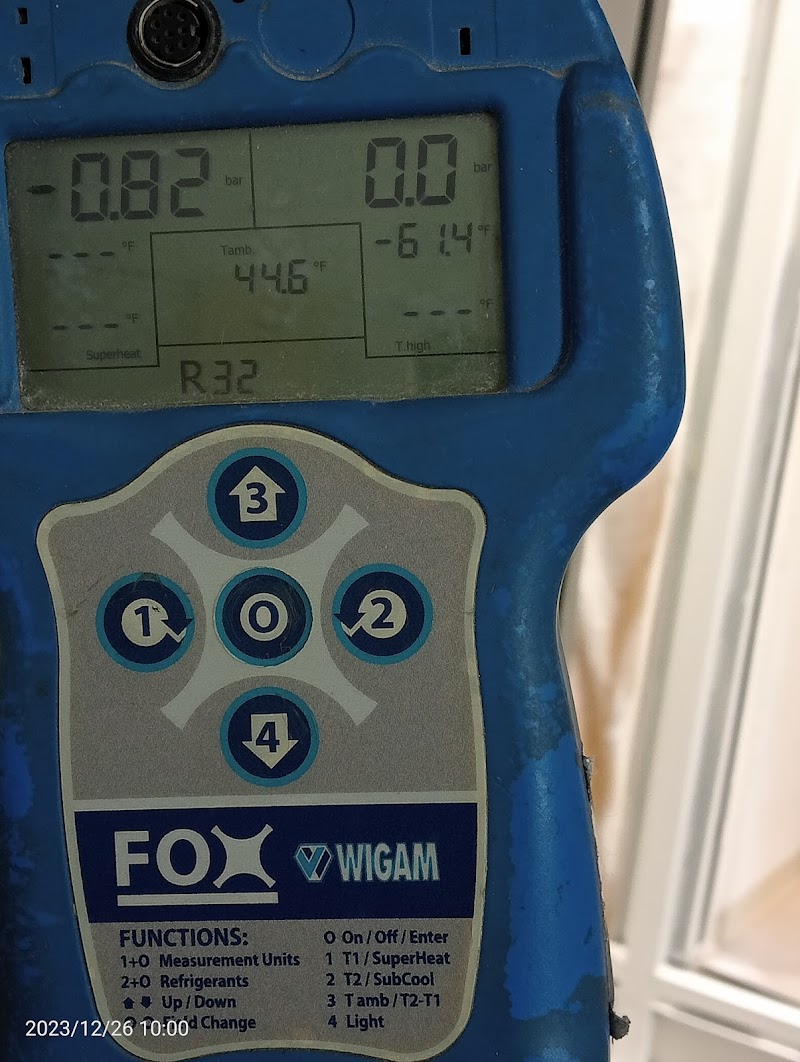 -0.82 bar 0.0 bar
--- °F -61.4 °F
Tamb.
44.6 °F
--- °F --- °F
Superheat T.high
R32
3
1 O 2
4
FOX WIGAM
FUNCTIONS:
1+O Measurement Units
2+O Refrigerants
Up / Down
Field Change
O On / Off / Enter
1 T1 / SuperHeat
2 T2 / SubCool
3 T amb / T2-T1
4 Light
2023/12/26 10:00